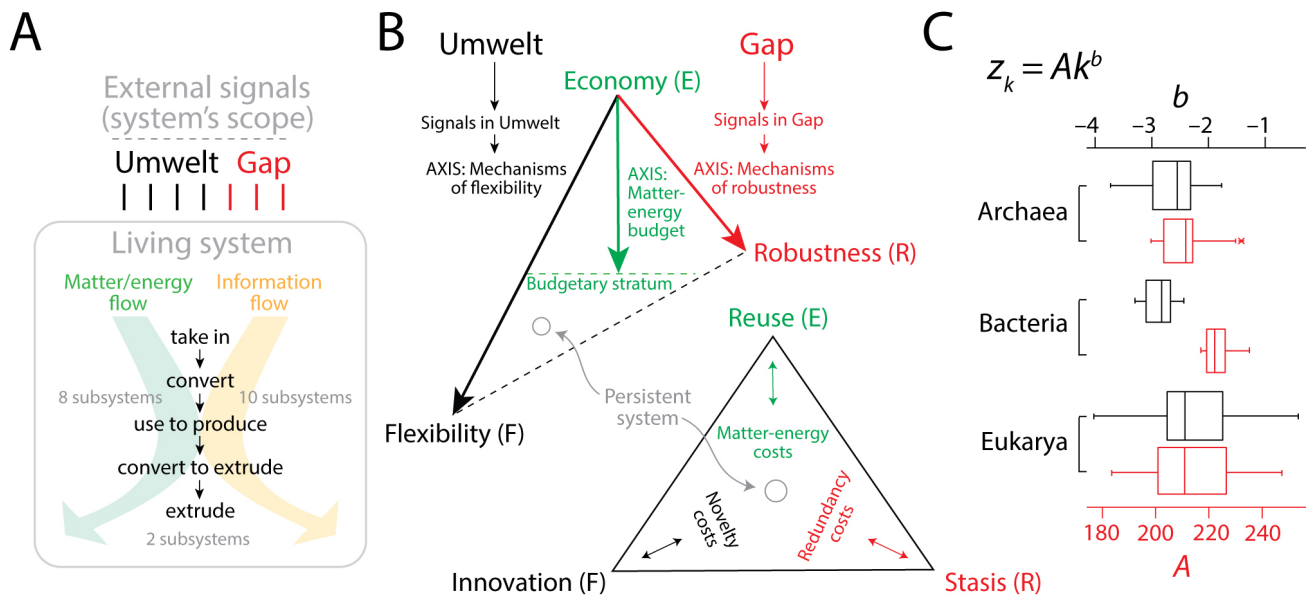 A
External signals
(system's scope)
Umwelt Gap
Living system
Matter/energy
flow
Information
flow
take in
convert
8 subsystems
10 subsystems
use to produce
convert to extrude
extrude
2 subsystems
B
Umwelt
Gap
Economy (E)
Signals in Umwelt
AXIS: Mechanisms
of flexibility
AXIS:
Matter-
energy
budget
Signals in Gap
AXIS: Mechanisms
of robustness
Robustness (R)
Budgetary stratum
Flexibility (F)
Persistent
system
Reuse (E)
Matter-energy
costs
Novelty
costs
Redundancy
costs
Innovation (F)
Stasis (R)
C
zₖ = Akᵇ
b
−4 −3 −2 −1
Archaea
Bacteria
Eukarya
180 200 220 240
A